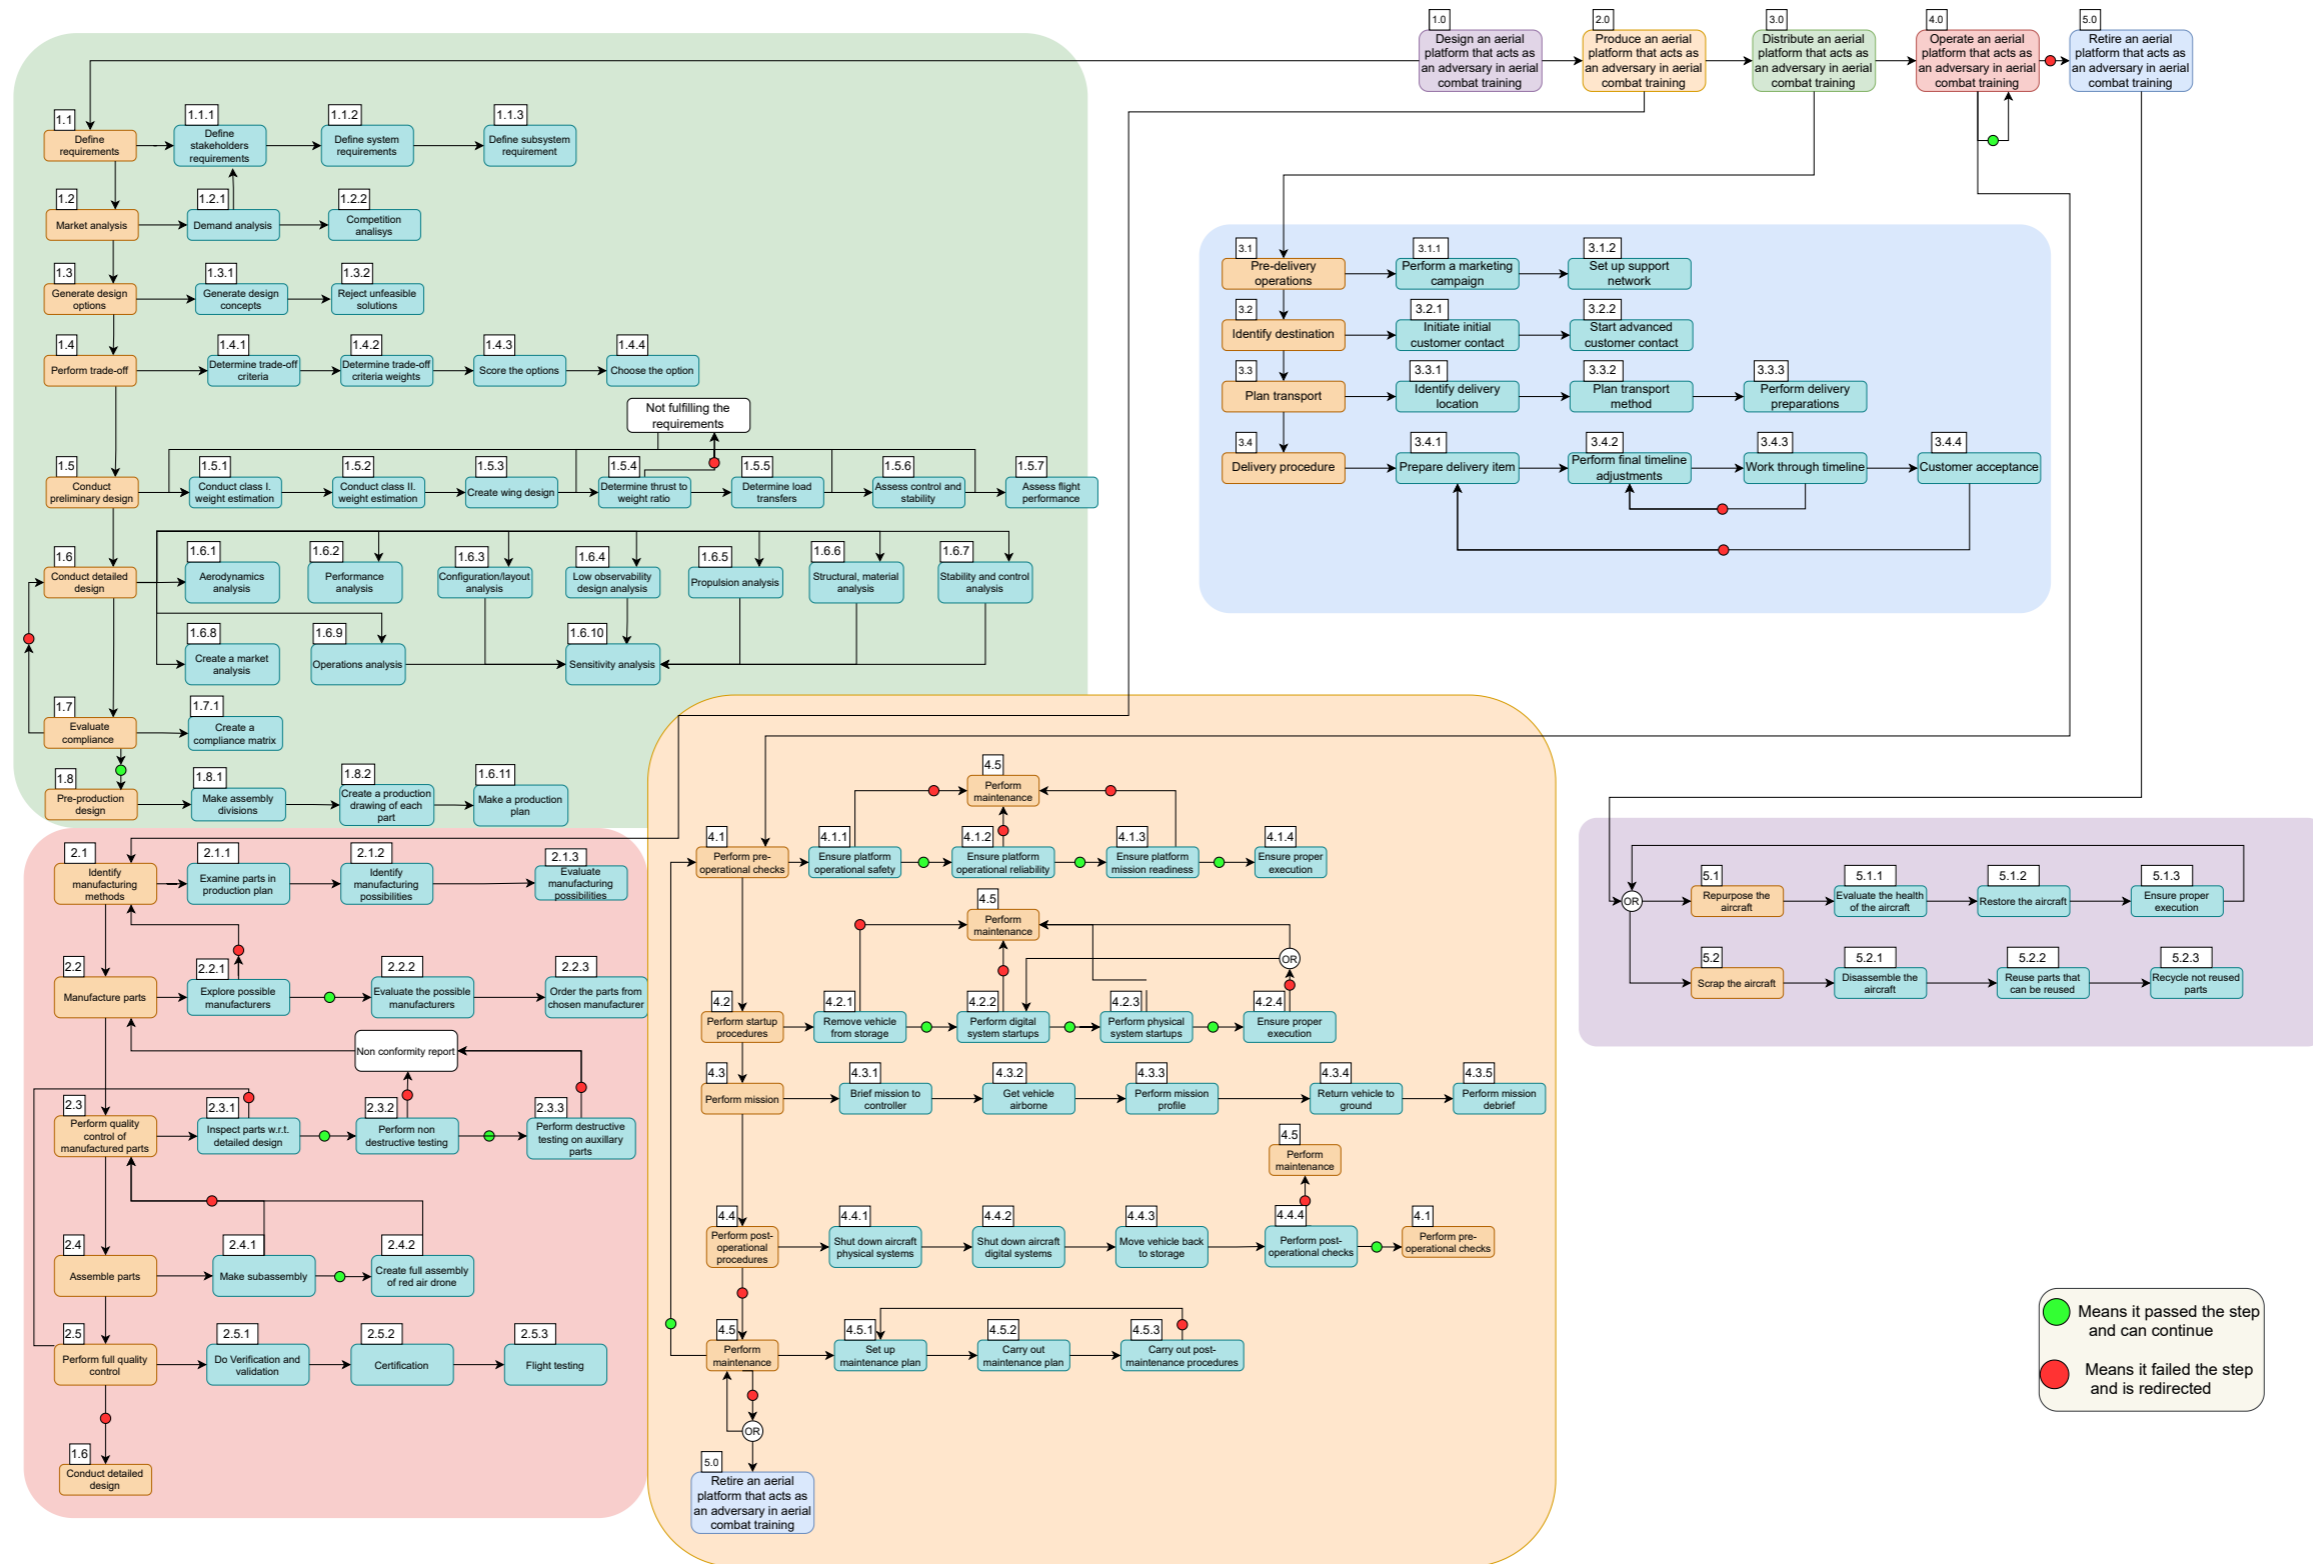 1.0
Design an aerial
platform that acts as
an adversary in aerial
combat training
2.0
Produce an aerial
platform that acts as
an adversary in aerial
combat training
3.0
Distribute an aerial
platform that acts as
an adversary in aerial
combat training
4.0
Operate an aerial
platform that acts as
an adversary in aerial
combat training
5.0
Retire an aerial
platform that acts as
an adversary in aerial
combat training
1.1
Define
requirements
1.1.1
Define
stakeholders
requirements
1.1.2
Define system
requirements
1.1.3
Define subsystem
requirement
1.2
Market analysis
1.2.1
Demand analysis
1.2.2
Competition
analisys
1.3
Generate design
options
1.3.1
Generate design
concepts
1.3.2
Reject unfeasible
solutions
1.4
Perform trade-off
1.4.1
Determine trade-off
criteria
1.4.2
Determine trade-off
criteria weights
1.4.3
Score the options
1.4.4
Choose the option
Not fulfilling the
requirements
1.5
Conduct
preliminary design
1.5.1
Conduct class I.
weight estimation
1.5.2
Conduct class II.
weight estimation
1.5.3
Create wing design
1.5.4
Determine thrust to
weight ratio
1.5.5
Determine load
transfers
1.5.6
Assess control and
stability
1.5.7
Assess flight
performance
1.6
Conduct detailed
design
1.6.1
Aerodynamics
analysis
1.6.2
Performance
analysis
1.6.3
Configuration/layout
analysis
1.6.4
Low observability
design analysis
1.6.5
Propulsion analysis
1.6.6
Structural, material
analysis
1.6.7
Stability and control
analysis
1.6.8
Create a market
analysis
1.6.9
Operations analysis
1.6.10
Sensitivity analysis
1.7
Evaluate
compliance
1.7.1
Create a
compliance matrix
1.8
Pre-production
design
1.8.1
Make assembly
divisions
1.8.2
Create a production
drawing of each
part
1.6.11
Make a production
plan
3.1
Pre-delivery
operations
3.1.1
Perform a marketing
campaign
3.1.2
Set up support
network
3.2
Identify destination
3.2.1
Initiate initial
customer contact
3.2.2
Start advanced
customer contact
3.3
Plan transport
3.3.1
Identify delivery
location
3.3.2
Plan transport
method
3.3.3
Perform delivery
preparations
3.4
Delivery procedure
3.4.1
Prepare delivery item
3.4.2
Perform final timeline
adjustments
3.4.3
Work through timeline
3.4.4
Customer acceptance
2.1
Identify
manufacturing
methods
2.1.1
Examine parts in
production plan
2.1.2
Identify
manufacturing
possibilities
2.1.3
Evaluate
manufacturing
possibilities
2.2
Manufacture parts
2.2.1
Explore possible
manufacturers
2.2.2
Evaluate the possible
manufacturers
2.2.3
Order the parts from
chosen manufacturer
Non conformity report
2.3
Perform quality
control of
manufactured parts
2.3.1
Inspect parts w.r.t.
detailed design
2.3.2
Perform non
destructive testing
2.3.3
Perform destructive
testing on auxillary
parts
2.4
Assemble parts
2.4.1
Make subassembly
2.4.2
Create full assembly
of red air drone
2.5
Perform full quality
control
2.5.1
Do Verification and
validation
2.5.2
Certification
2.5.3
Flight testing
1.6
Conduct detailed
design
4.5
Perform
maintenance
4.1
Perform pre-
operational checks
4.1.1
Ensure platform
operational safety
4.1.2
Ensure platform
operational reliability
4.1.3
Ensure platform
mission readiness
4.1.4
Ensure proper
execution
4.5
Perform
maintenance
OR
4.2
Perform startup
procedures
4.2.1
Remove vehicle
from storage
4.2.2
Perform digital
system startups
4.2.3
Perform physical
system startups
4.2.4
Ensure proper
execution
4.3
Perform mission
4.3.1
Brief mission to
controller
4.3.2
Get vehicle
airborne
4.3.3
Perform mission
profile
4.3.4
Return vehicle to
ground
4.3.5
Perform mission
debrief
4.5
Perform
maintenance
4.4
Perform post-
operational
procedures
4.4.1
Shut down aircraft
physical systems
4.4.2
Shut down aircraft
digital systems
4.4.3
Move vehicle back
to storage
4.4.4
Perform post-
operational checks
4.1
Perform pre-
operational checks
4.5
Perform
maintenance
4.5.1
Set up
maintenance plan
4.5.2
Carry out
maintenance plan
4.5.3
Carry out post-
maintenance procedures
OR
5.0
Retire an aerial
platform that acts as
an adversary in aerial
combat training
OR
5.1
Repurpose the
aircraft
5.1.1
Evaluate the health
of the aircraft
5.1.2
Restore the aircraft
5.1.3
Ensure proper
execution
5.2
Scrap the aircraft
5.2.1
Disassemble the
aircraft
5.2.2
Reuse parts that
can be reused
5.2.3
Recycle not reused
parts
Means it passed the step
and can continue
Means it failed the step
and is redirected